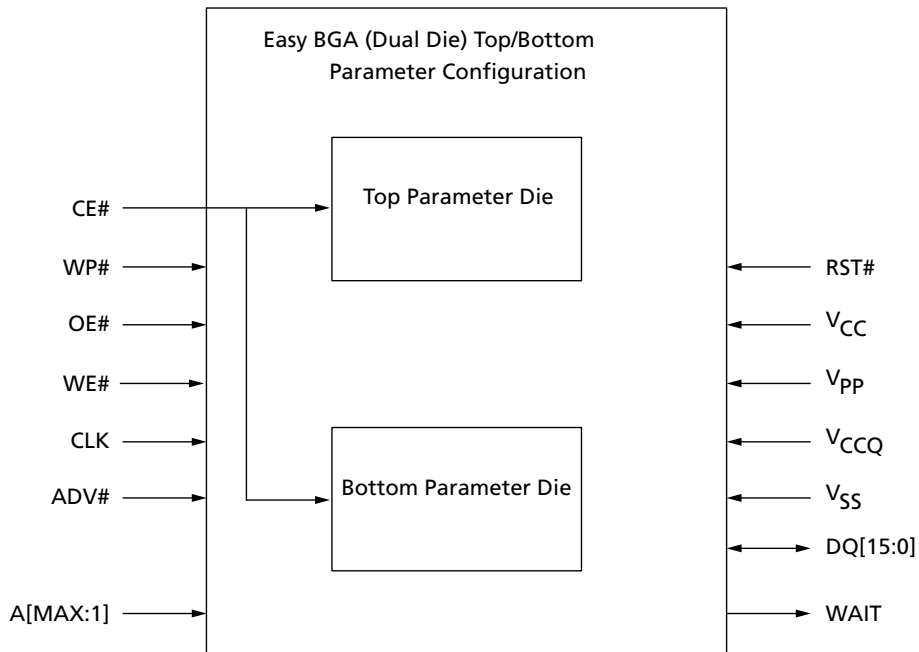 Easy BGA (Dual Die) Top/Bottom
Parameter Configuration
Top Parameter Die
Bottom Parameter Die
CE#
WP#
OE#
WE#
CLK
ADV#
A[MAX:1]
RST#
VCC
VPP
VCCQ
VSS
DQ[15:0]
WAIT